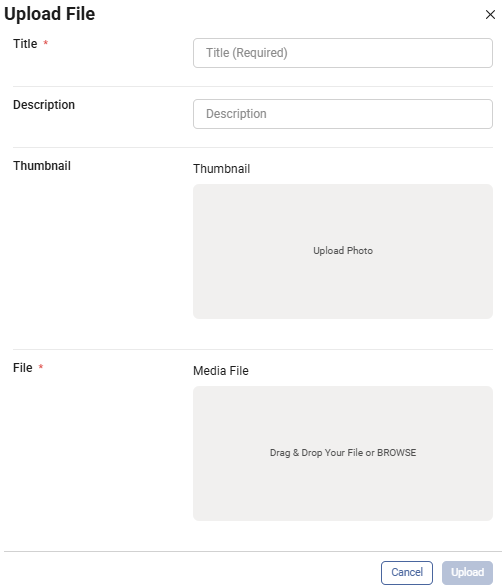 Upload File
Title *
Title (Required)
Description
Description
Thumbnail
Thumbnail
Upload Photo
File *
Media File
Drag & Drop Your File or BROWSE
Cancel
Upload